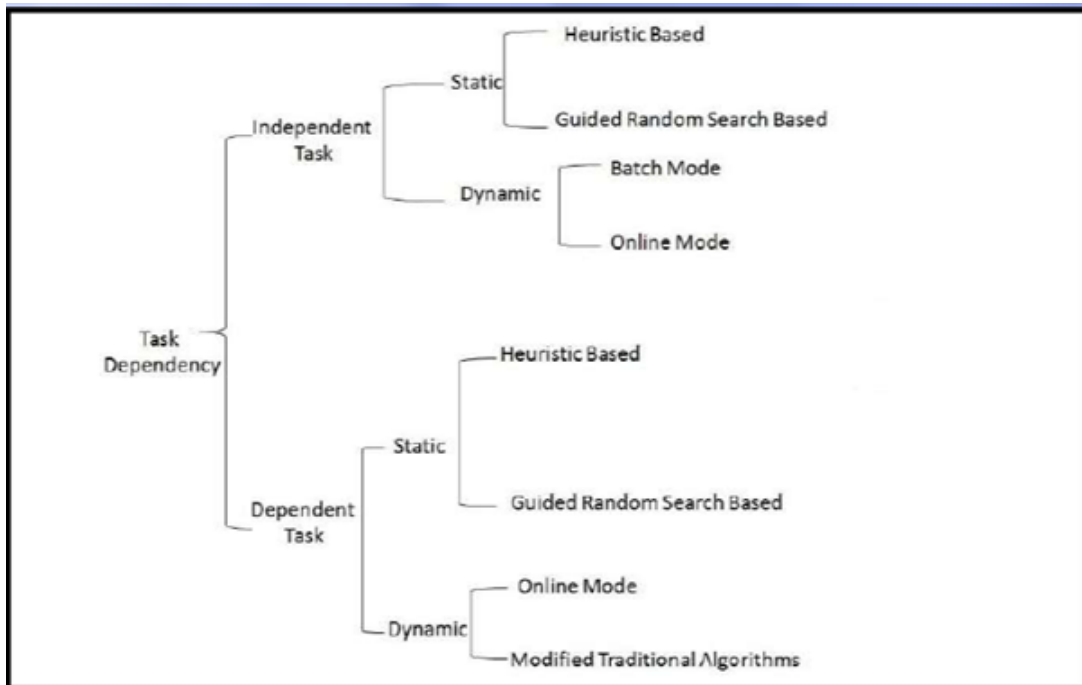 Heuristic Based
Static
Guided Random Search Based
Independent
Task
Batch Mode
Dynamic
Online Mode
Task
Dependency
Heuristic Based
Static
Guided Random Search Based
Dependent
Task
Online Mode
Dynamic
Modified Traditional Algorithms